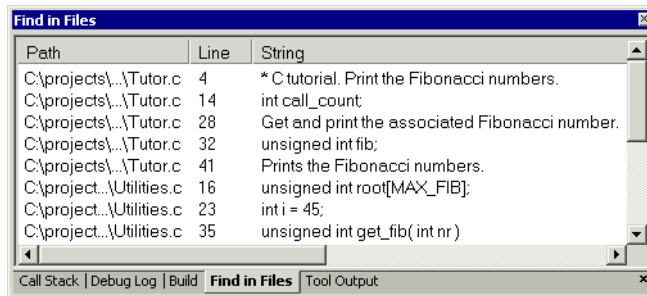 Find in Files
Path Line String
C:\projects\...\Tutor.c 4 * C tutorial. Print the Fibonacci numbers.
C:\projects\...\Tutor.c 14 int call_count;
C:\projects\...\Tutor.c 28 Get and print the associated Fibonacci number.
C:\projects\...\Tutor.c 32 unsigned int fib;
C:\projects\...\Tutor.c 41 Prints the Fibonacci numbers.
C:\project...\Utilities.c 16 unsigned int root[MAX_FIB];
C:\project...\Utilities.c 23 int i = 45;
C:\project...\Utilities.c 35 unsigned int get_fib( int nr )
Call Stack | Debug Log | Build | Find in Files | Tool Output